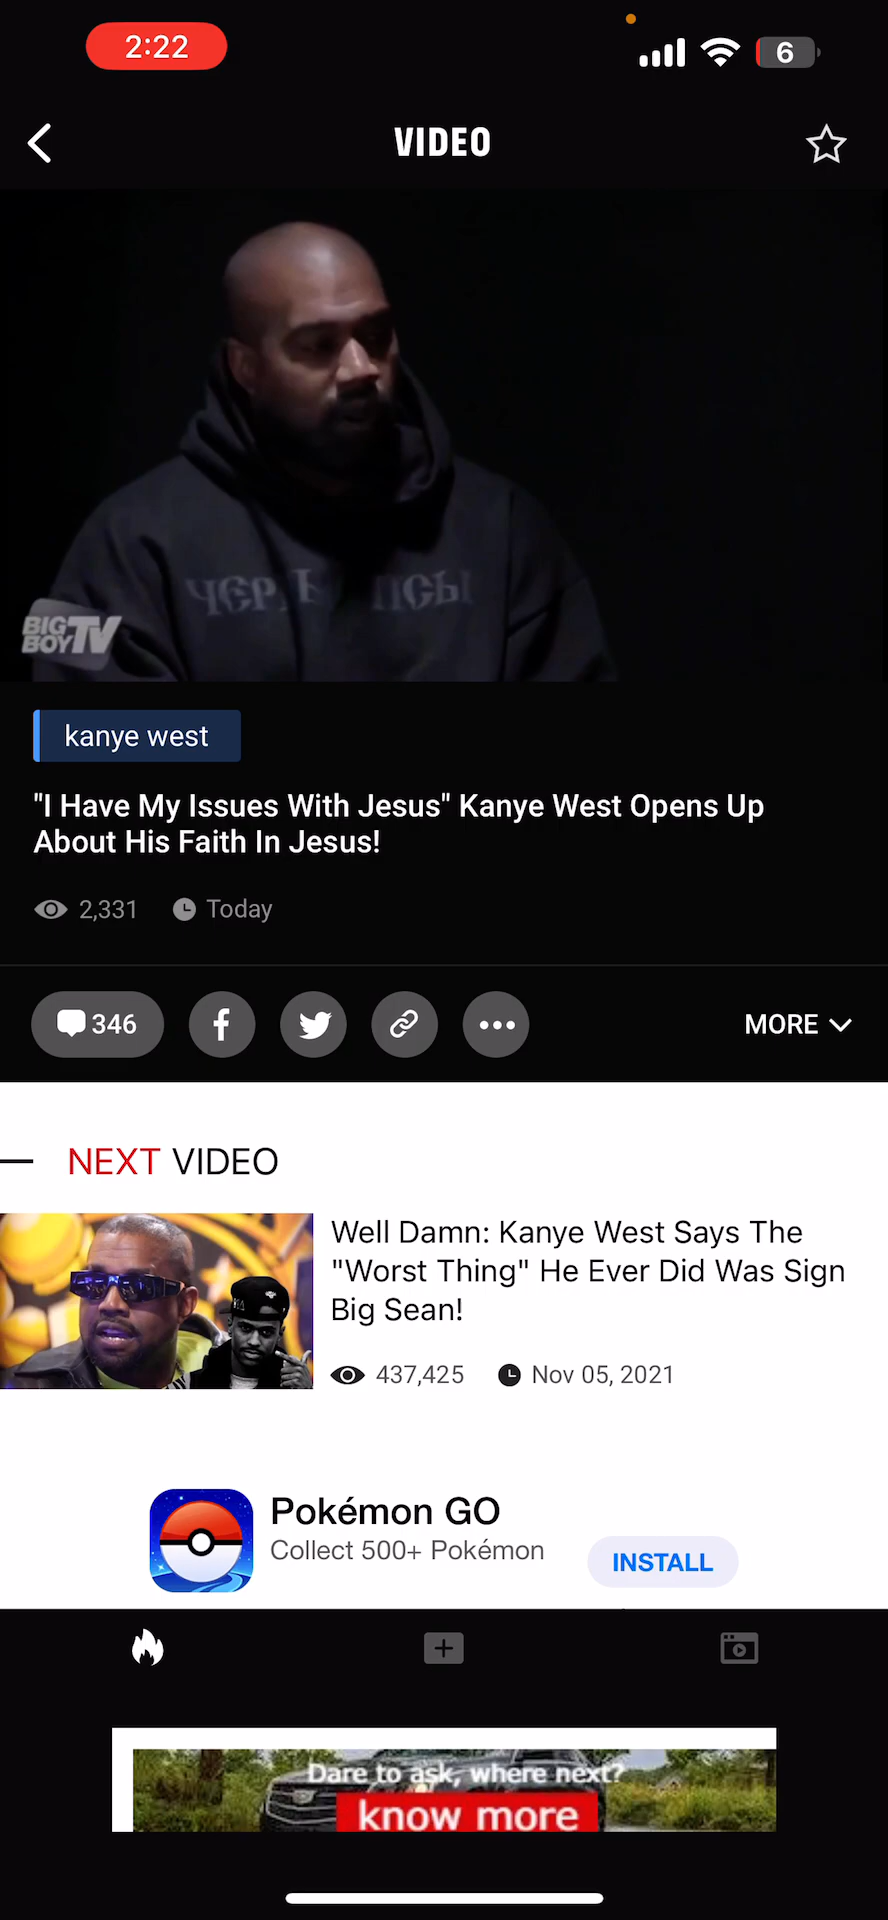 2:22
6
VIDEO
BIG
BOYTV
kanye west
"I Have My Issues With Jesus" Kanye West Opens Up
About His Faith In Jesus!
2,331 Today
346
MORE
NEXT VIDEO
Well Damn: Kanye West Says The
"Worst Thing" He Ever Did Was Sign
Big Sean!
437,425 Nov 05, 2021
Pokémon GO
Collect 500+ Pokémon
INSTALL
Dare to ask, where next?
know more